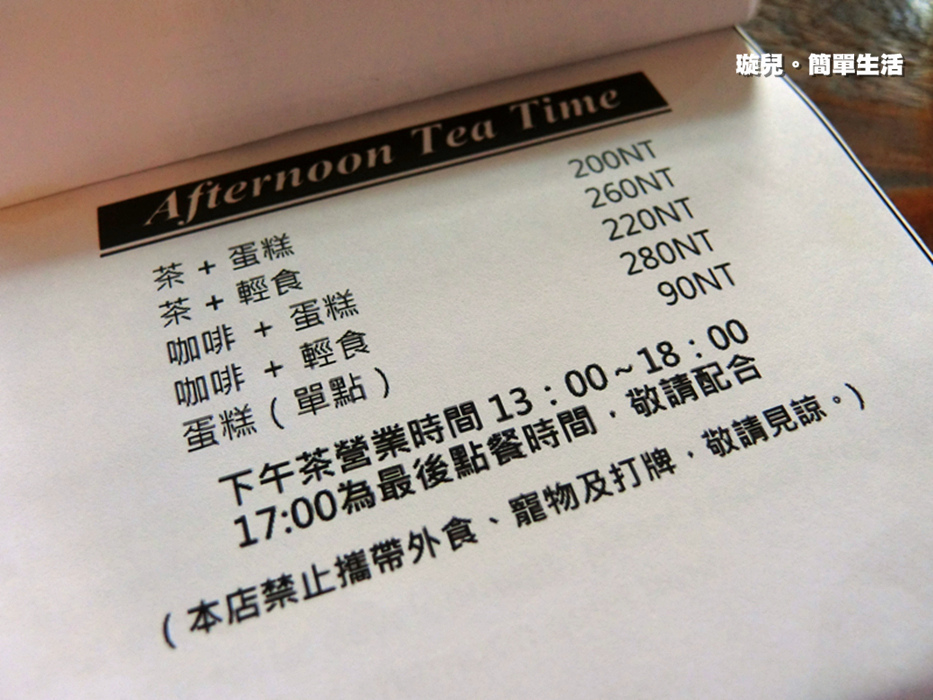 璇兒。簡單生活
Afternoon Tea Time
茶 + 蛋糕 200NT
茶 + 輕食 260NT
咖啡 + 蛋糕 220NT
咖啡 + 輕食 280NT
蛋糕 ( 單點 ) 90NT
下午茶營業時間 13：00～18：00
17:00為最後點餐時間，敬請配合
( 本店禁止攜帶外食、寵物及打牌，敬請見諒。)